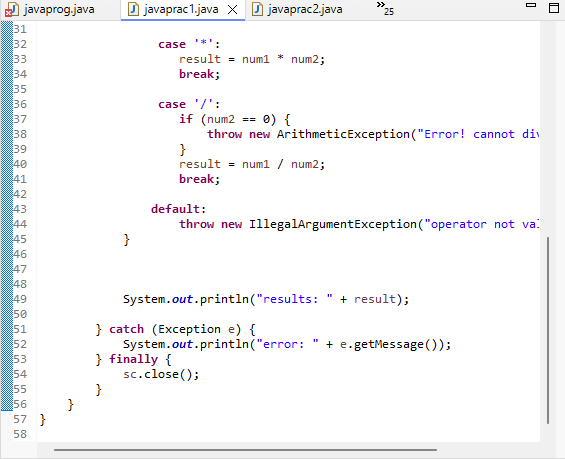 javaprog.java javaprac1.java javaprac2.java 25
31
32 case '*':
33 result = num1 * num2;
34 break;
35
36 case '/':
37 if (num2 == 0) {
38 throw new ArithmeticException("Error! cannot div
39 }
40 result = num1 / num2;
41 break;
42
43 default:
44 throw new IllegalArgumentException("operator not val
45 }
46
47
48
49 System.out.println("results: " + result);
50
51 } catch (Exception e) {
52 System.out.println("error: " + e.getMessage());
53 } finally {
54 sc.close();
55 }
56 }
57 }
58